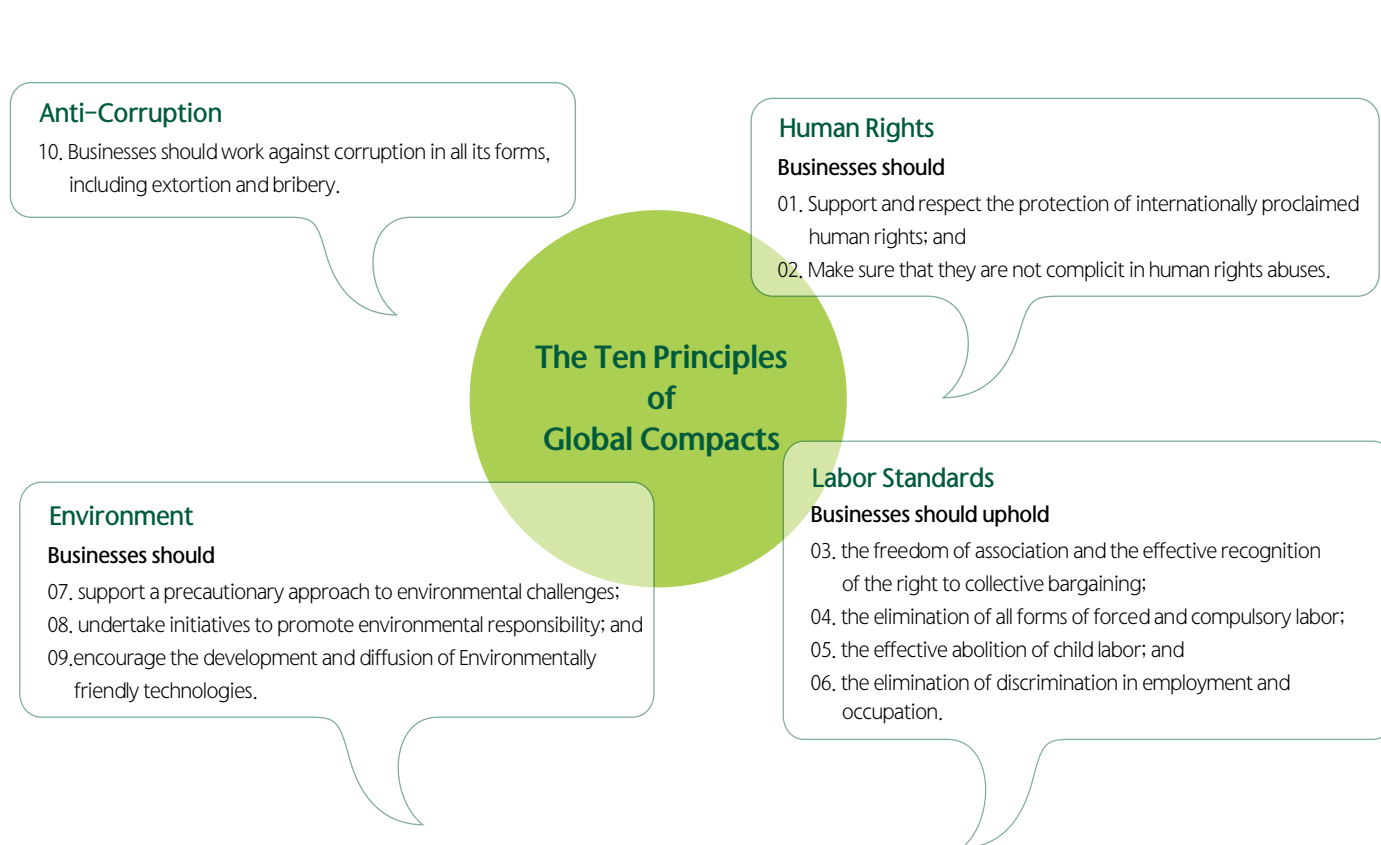 Anti-Corruption
10. Businesses should work against corruption in all its forms,
including extortion and bribery.
Human Rights
Businesses should
01. Support and respect the protection of internationally proclaimed
human rights; and
02. Make sure that they are not complicit in human rights abuses.
The Ten Principles
of
Global Compacts
Environment
Businesses should
07. support a precautionary approach to environmental challenges;
08. undertake initiatives to promote environmental responsibility; and
09.encourage the development and diffusion of Environmentally
friendly technologies.
Labor Standards
Businesses should uphold
03. the freedom of association and the effective recognition
of the right to collective bargaining;
04. the elimination of all forms of forced and compulsory labor;
05. the effective abolition of child labor; and
06. the elimination of discrimination in employment and
occupation.